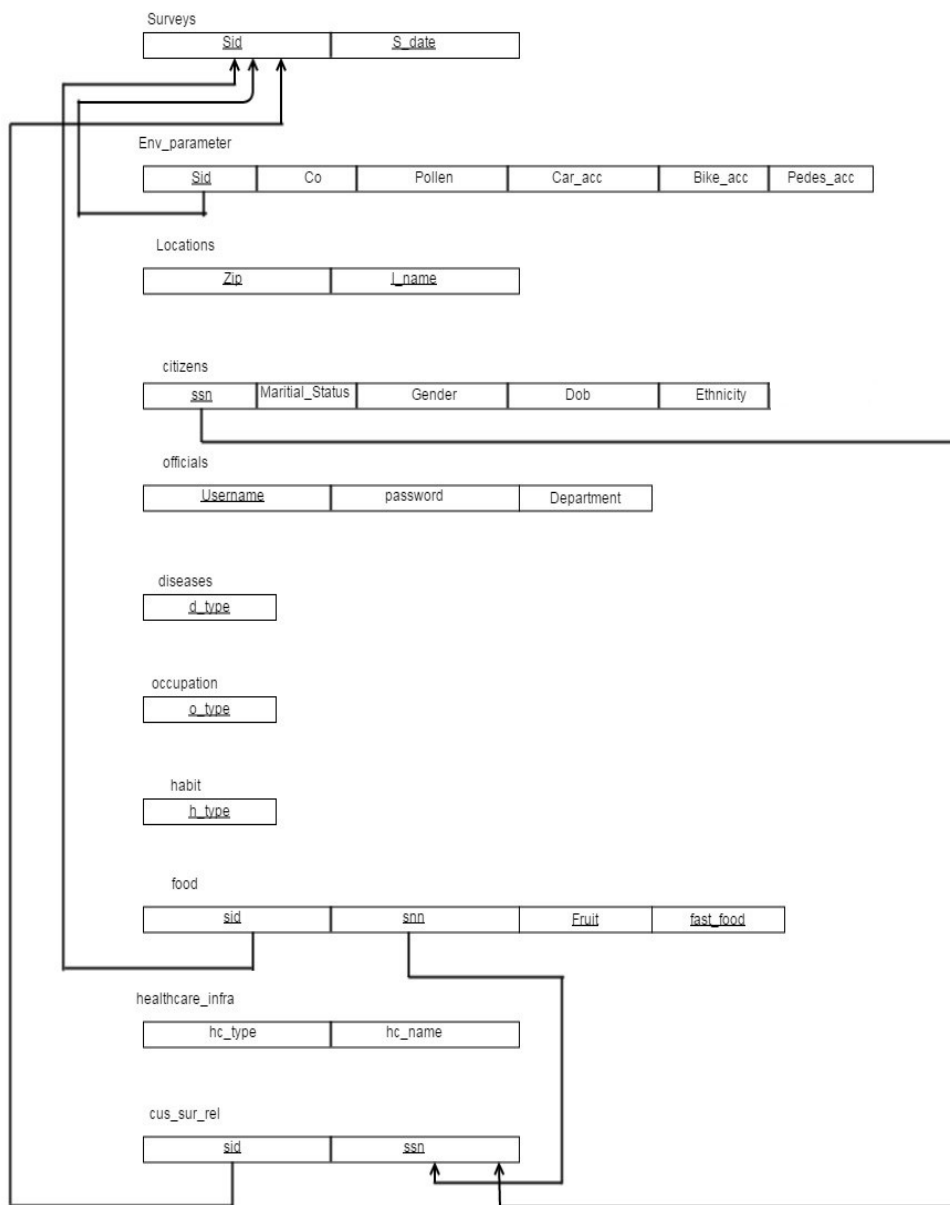 Surveys
Sid S_date
Env_parameter
Sid Co Pollen Car_acc Bike_acc Pedes_acc
Locations
Zip l_name
citizens
ssn Maritial_Status Gender Dob Ethnicity
officials
Username password Department
diseases
d_type
occupation
o_type
habit
h_type
food
sid snn Fruit fast_food
healthcare_infra
hc_type hc_name
cus_sur_rel
sid ssn